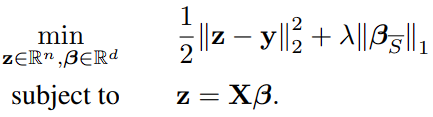 min 1/2 ‖z − y‖₂² + λ‖β_S̅‖₁
z∈ℝⁿ,β∈ℝᵈ
subject to z = Xβ.